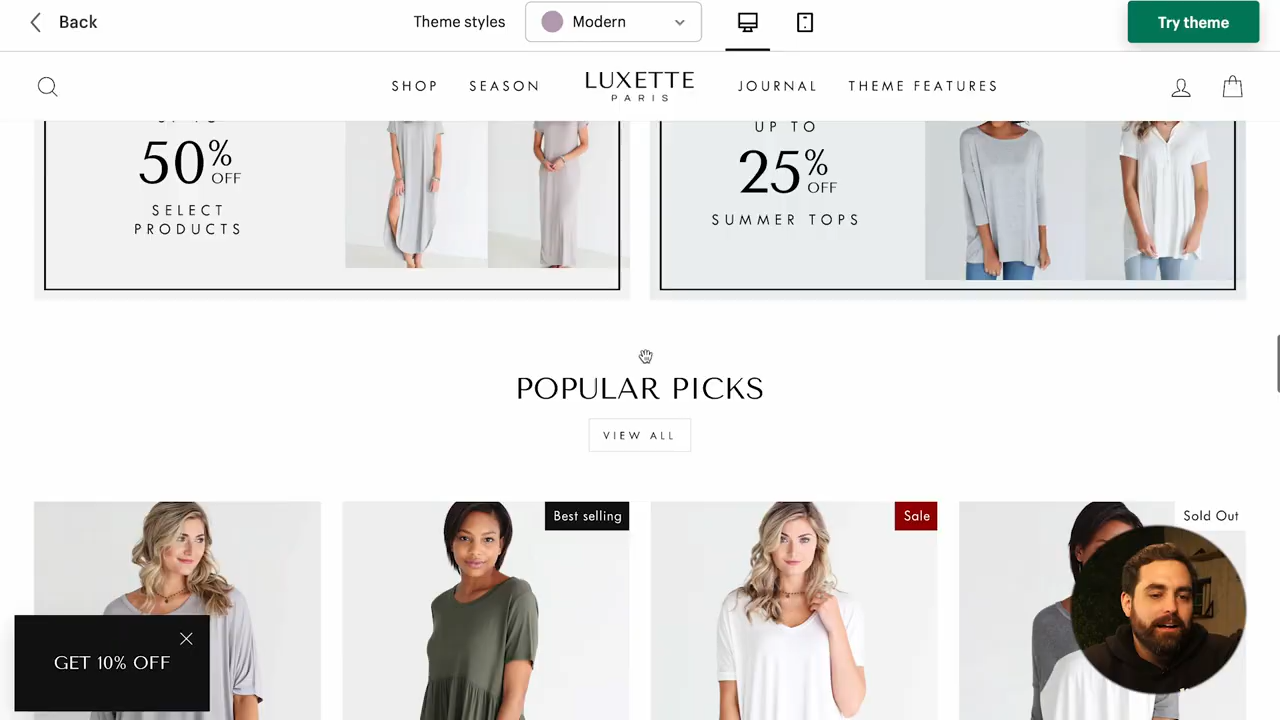 Back
Theme styles
Modern
Try theme
SHOP
SEASON
LUXETTE
PARIS
JOURNAL
THEME FEATURES
50%
OFF
SELECT
PRODUCTS
UP TO
25%
OFF
SUMMER TOPS
POPULAR PICKS
VIEW ALL
Best selling
Sale
Sold Out
GET 10% OFF